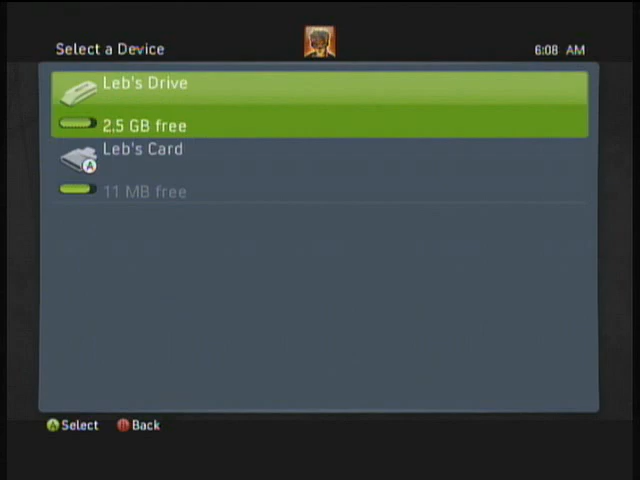 Select a Device
6:08 AM
Leb's Drive
2.5 GB free
Leb's Card
A
11 MB free
A Select
B Back